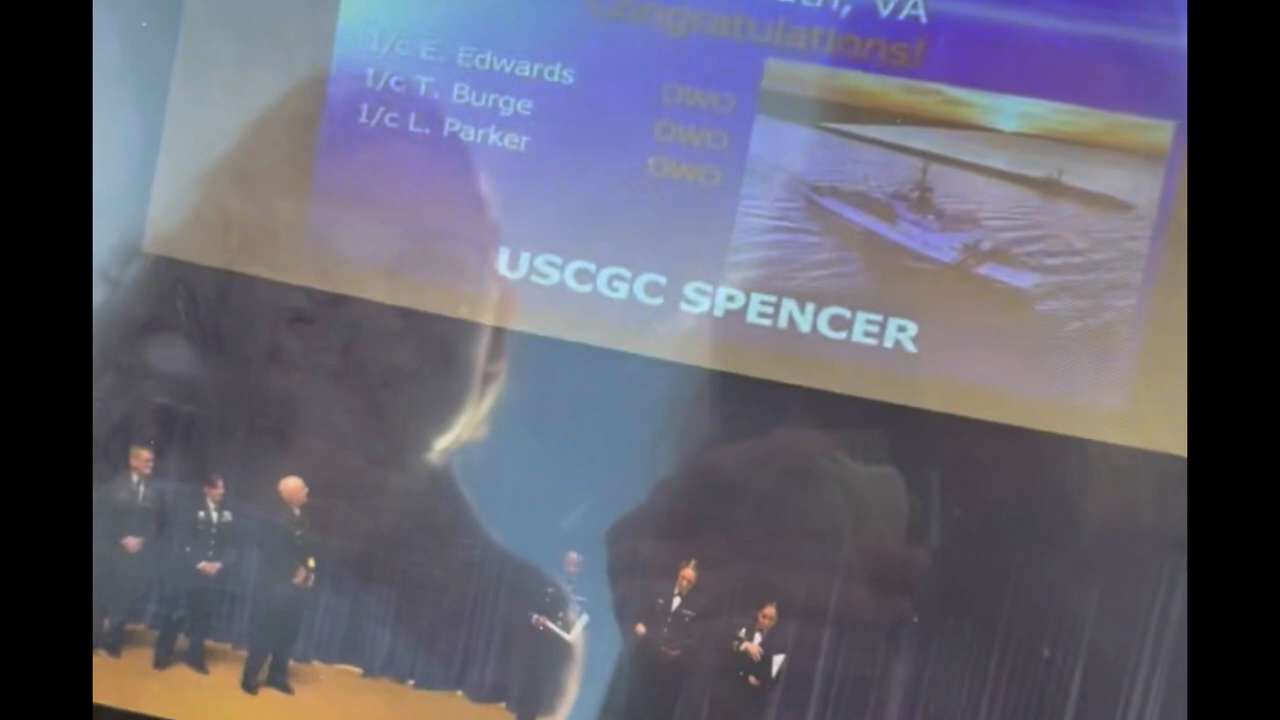 VA
Congratulations!
1/c E. Edwards OWO
1/c T. Burge OWO
1/c L. Parker OWO
USCGC SPENCER